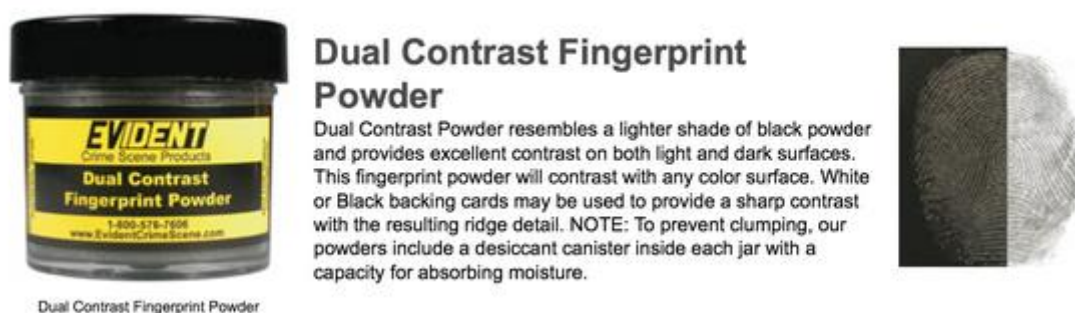 EVIDENT
Crime Scene Products
Dual Contrast
Fingerprint Powder
1-800-576-7606
www.EvidentCrimeScene.com
Dual Contrast Fingerprint Powder
Dual Contrast Fingerprint
Powder
Dual Contrast Powder resembles a lighter shade of black powder
and provides excellent contrast on both light and dark surfaces.
This fingerprint powder will contrast with any color surface. White
or Black backing cards may be used to provide a sharp contrast
with the resulting ridge detail. NOTE: To prevent clumping, our
powders include a desiccant canister inside each jar with a
capacity for absorbing moisture.